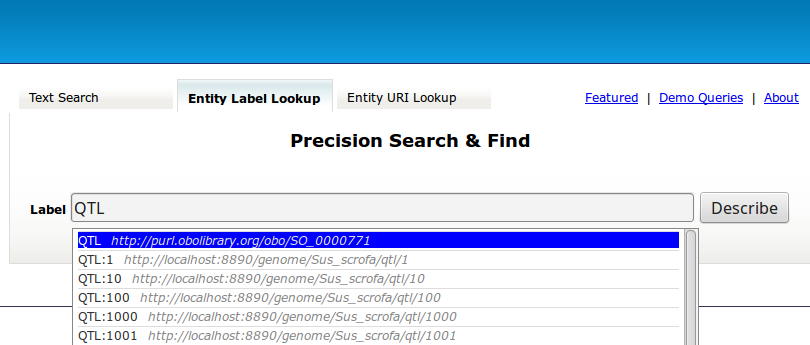 Text Search Entity Label Lookup Entity URI Lookup Featured | Demo Queries | About
Precision Search & Find
Label QTL Describe
QTL http://purl.obolibrary.org/obo/SO_0000771
QTL:1 http://localhost:8890/genome/Sus_scrofa/qtl/1
QTL:10 http://localhost:8890/genome/Sus_scrofa/qtl/10
QTL:100 http://localhost:8890/genome/Sus_scrofa/qtl/100
QTL:1000 http://localhost:8890/genome/Sus_scrofa/qtl/1000
QTL:1001 http://localhost:8890/genome/Sus_scrofa/qtl/1001